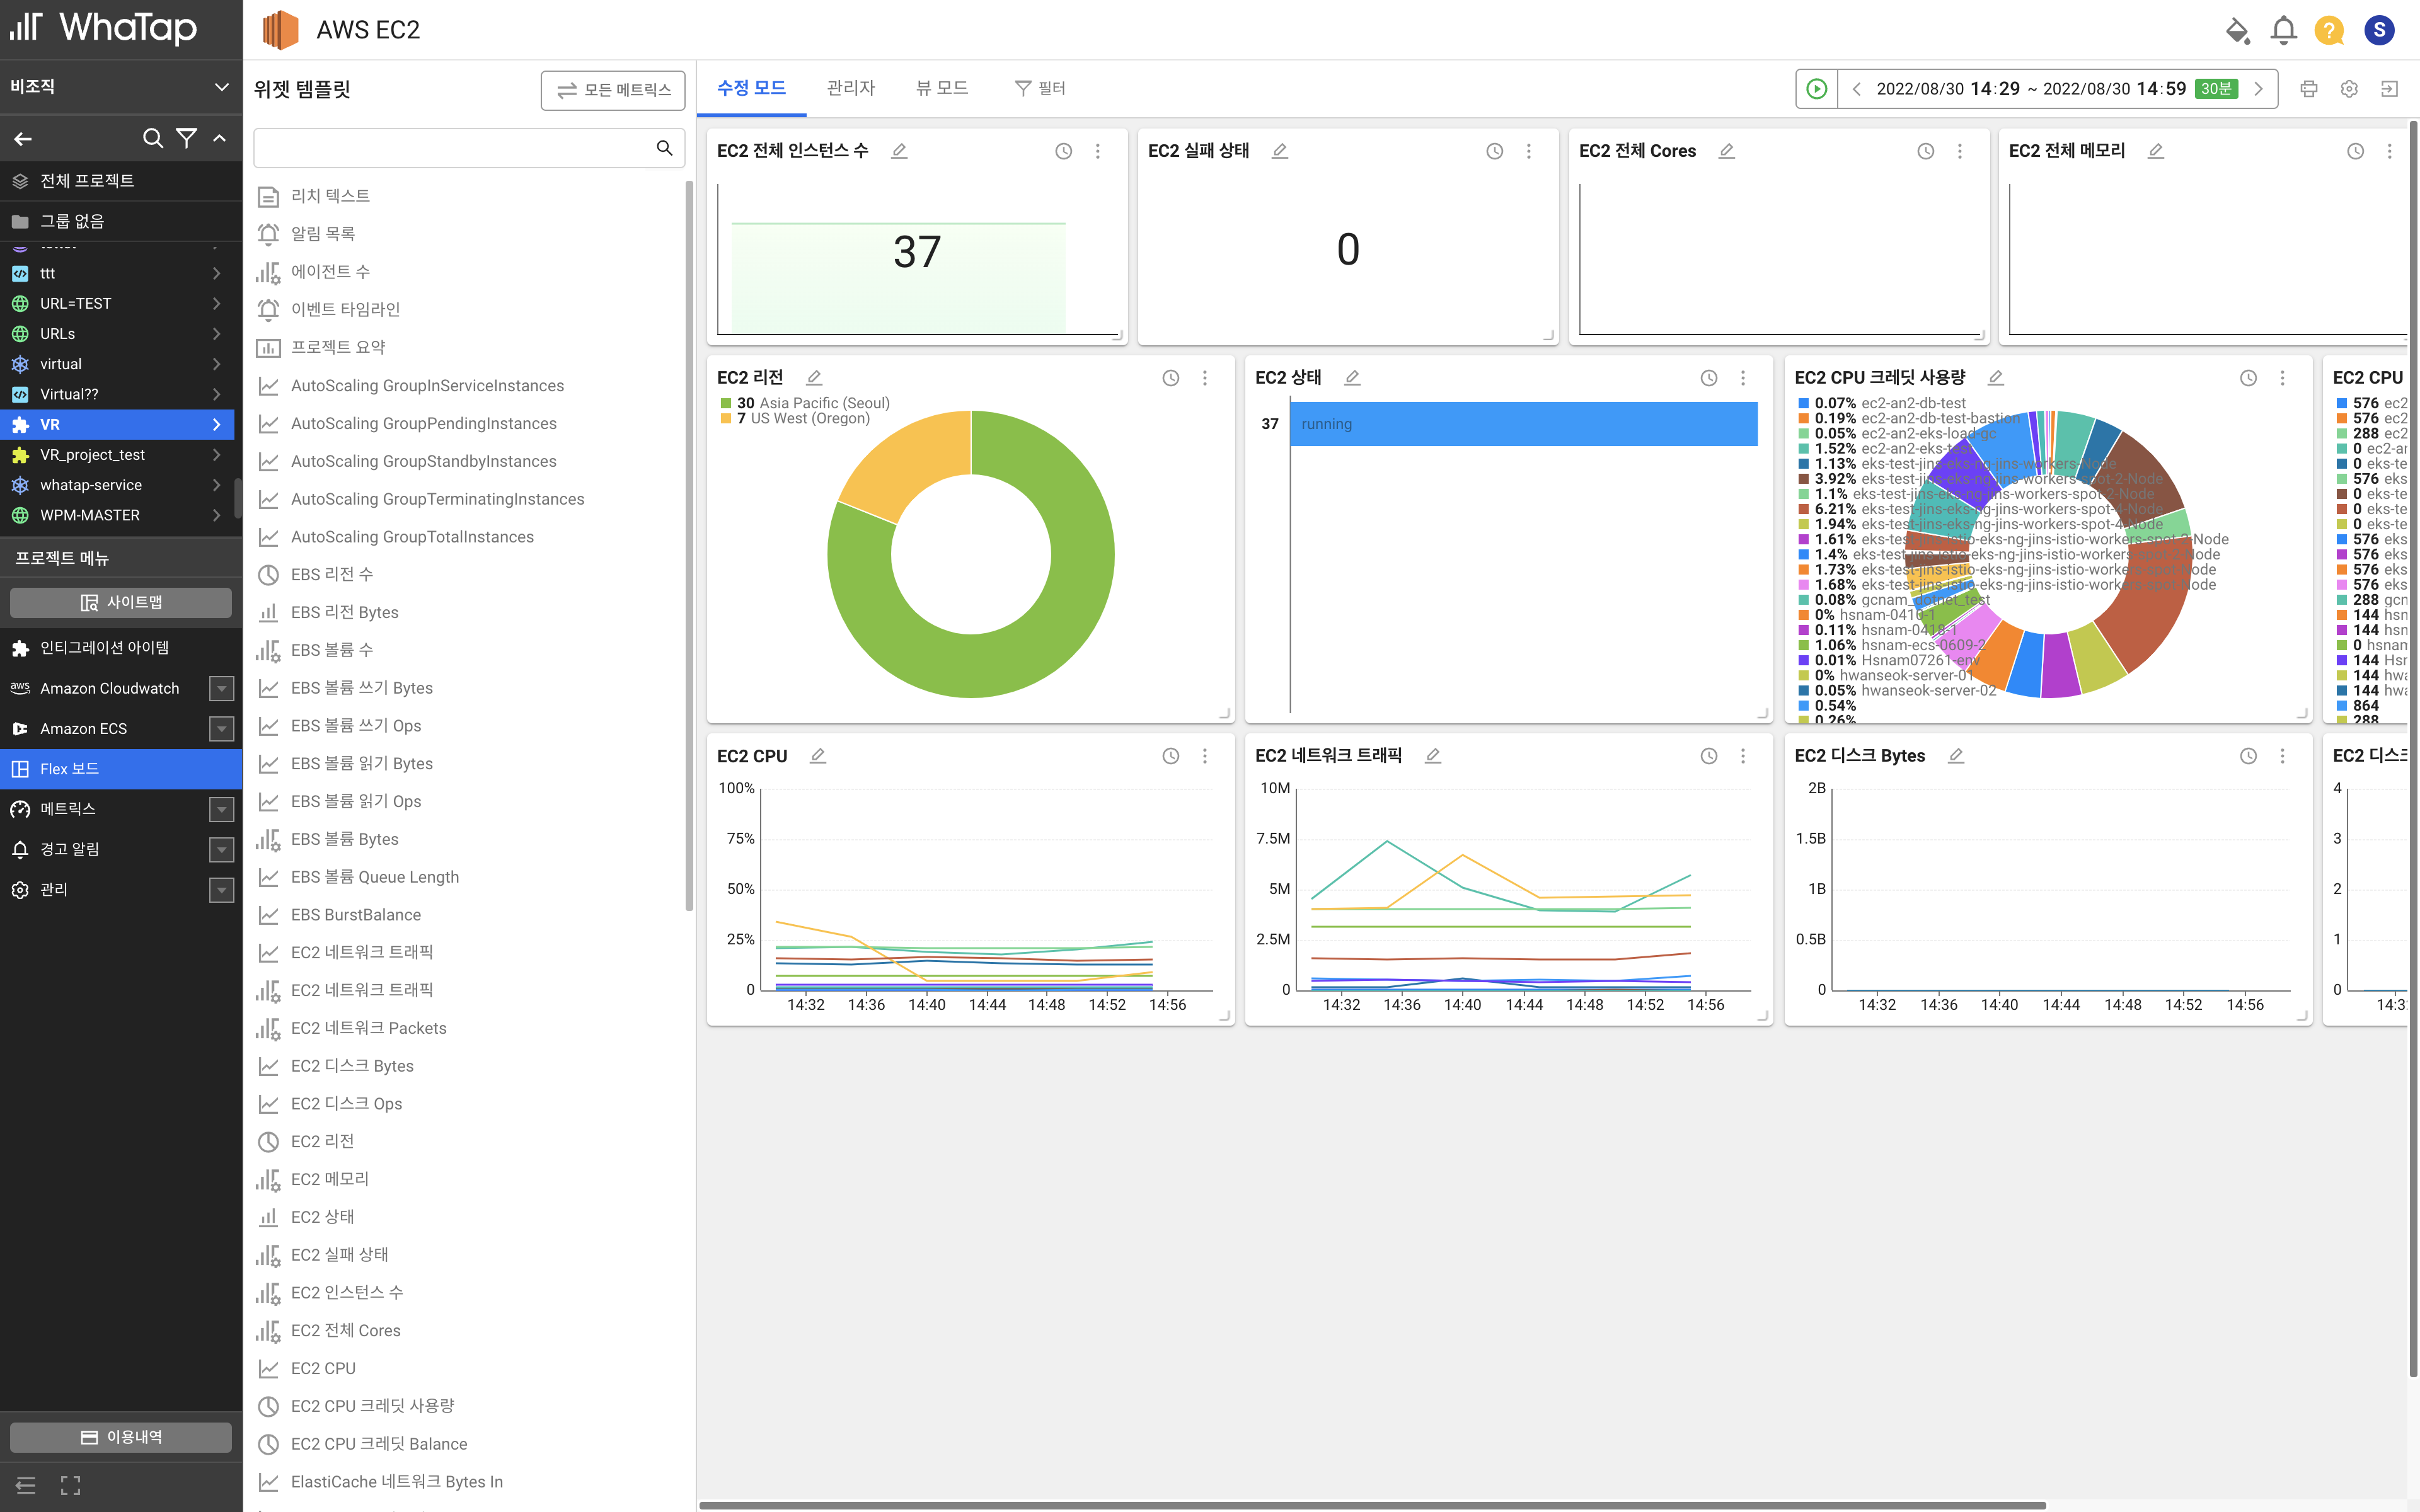 WhaTap
비조직
전체 프로젝트
그룹 없음
ttt
URL=TEST
URLs
virtual
Virtual??
VR
VR_project_test
whatap-service
WPM-MASTER
프로젝트 메뉴
사이트맵
인티그레이션 아이템
aws Amazon Cloudwatch
Amazon ECS
Flex 보드
메트릭스
경고 알림
관리
이용내역
AWS EC2
? S
위젯 템플릿
모든 메트릭스
리치 텍스트
알림 목록
에이전트 수
이벤트 타임라인
프로젝트 요약
AutoScaling GroupInServiceInstances
AutoScaling GroupPendingInstances
AutoScaling GroupStandbyInstances
AutoScaling GroupTerminatingInstances
AutoScaling GroupTotalInstances
EBS 리전 수
EBS 리전 Bytes
EBS 볼륨 수
EBS 볼륨 쓰기 Bytes
EBS 볼륨 쓰기 Ops
EBS 볼륨 읽기 Bytes
EBS 볼륨 읽기 Ops
EBS 볼륨 Bytes
EBS 볼륨 Queue Length
EBS BurstBalance
EC2 네트워크 트래픽
EC2 네트워크 트래픽
EC2 네트워크 Packets
EC2 디스크 Bytes
EC2 디스크 Ops
EC2 리전
EC2 메모리
EC2 상태
EC2 실패 상태
EC2 인스턴스 수
EC2 전체 Cores
EC2 CPU
EC2 CPU 크레딧 사용량
EC2 CPU 크레딧 Balance
ElastiCache 네트워크 Bytes In
수정 모드 관리자 뷰 모드 필터
2022/08/30 14:29 ~ 2022/08/30 14:59 30분
EC2 전체 인스턴스 수
37
EC2 실패 상태
0
EC2 전체 Cores
EC2 전체 메모리
EC2 리전
30 Asia Pacific (Seoul)
7 US West (Oregon)
EC2 상태
37 running
EC2 CPU 크레딧 사용량
0.07% ec2-an2-db-test
0.19% ec2-an2-db-test-bastion
0.05% ec2-an2-eks-load-gc
1.52% ec2-an2-eks-test
1.13% eks-test-jins-eks-ng-jins-workers-Node
3.92% eks-test-jins-eks-ng-jins-workers-spot-2-Node
1.1% eks-test-jins-eks-ng-jins-workers-spot-2-Node
6.21% eks-test-jins-eks-ng-jins-workers-spot-4-Node
1.94% eks-test-jins-eks-ng-jins-workers-spot-4-Node
1.61% eks-test-jins-istio-eks-ng-jins-istio-workers-spot-2-Node
1.4% eks-test-jins-istio-eks-ng-jins-istio-workers-spot-2-Node
1.73% eks-test-jins-istio-eks-ng-jins-istio-workers-spot-Node
1.68% eks-test-jins-istio-eks-ng-jins-istio-workers-spot-Node
0.08% gcnam_dotnet_test
0% hsnam-0410-1
0.11% hsnam-0418-1
1.06% hsnam-ecs-0609-2
0.01% Hsnam07261-env
0% hwanseok-server-01
0.05% hwanseok-server-02
0.54%
0.26%
EC2 CPU
576 ec2
576 ec2
288 ec2
0 ec2-an
0 eks-te
576 eks
0 eks-te
0 eks-te
0 eks-te
576 eks
576 eks
576 eks
576 eks
288 gcn
144 hsn
144 hsn
0 hsnam
144 Hsr
144 hwa
144 hwa
864
288
EC2 CPU
100%
75%
50%
25%
0
14:32 14:36 14:40 14:44 14:48 14:52 14:56
EC2 네트워크 트래픽
10M
7.5M
5M
2.5M
0
14:32 14:36 14:40 14:44 14:48 14:52 14:56
EC2 디스크 Bytes
2B
1.5B
1B
0.5B
0
14:32 14:36 14:40 14:44 14:48 14:52 14:56
EC2 디스크
4
3
2
1
0
14:3